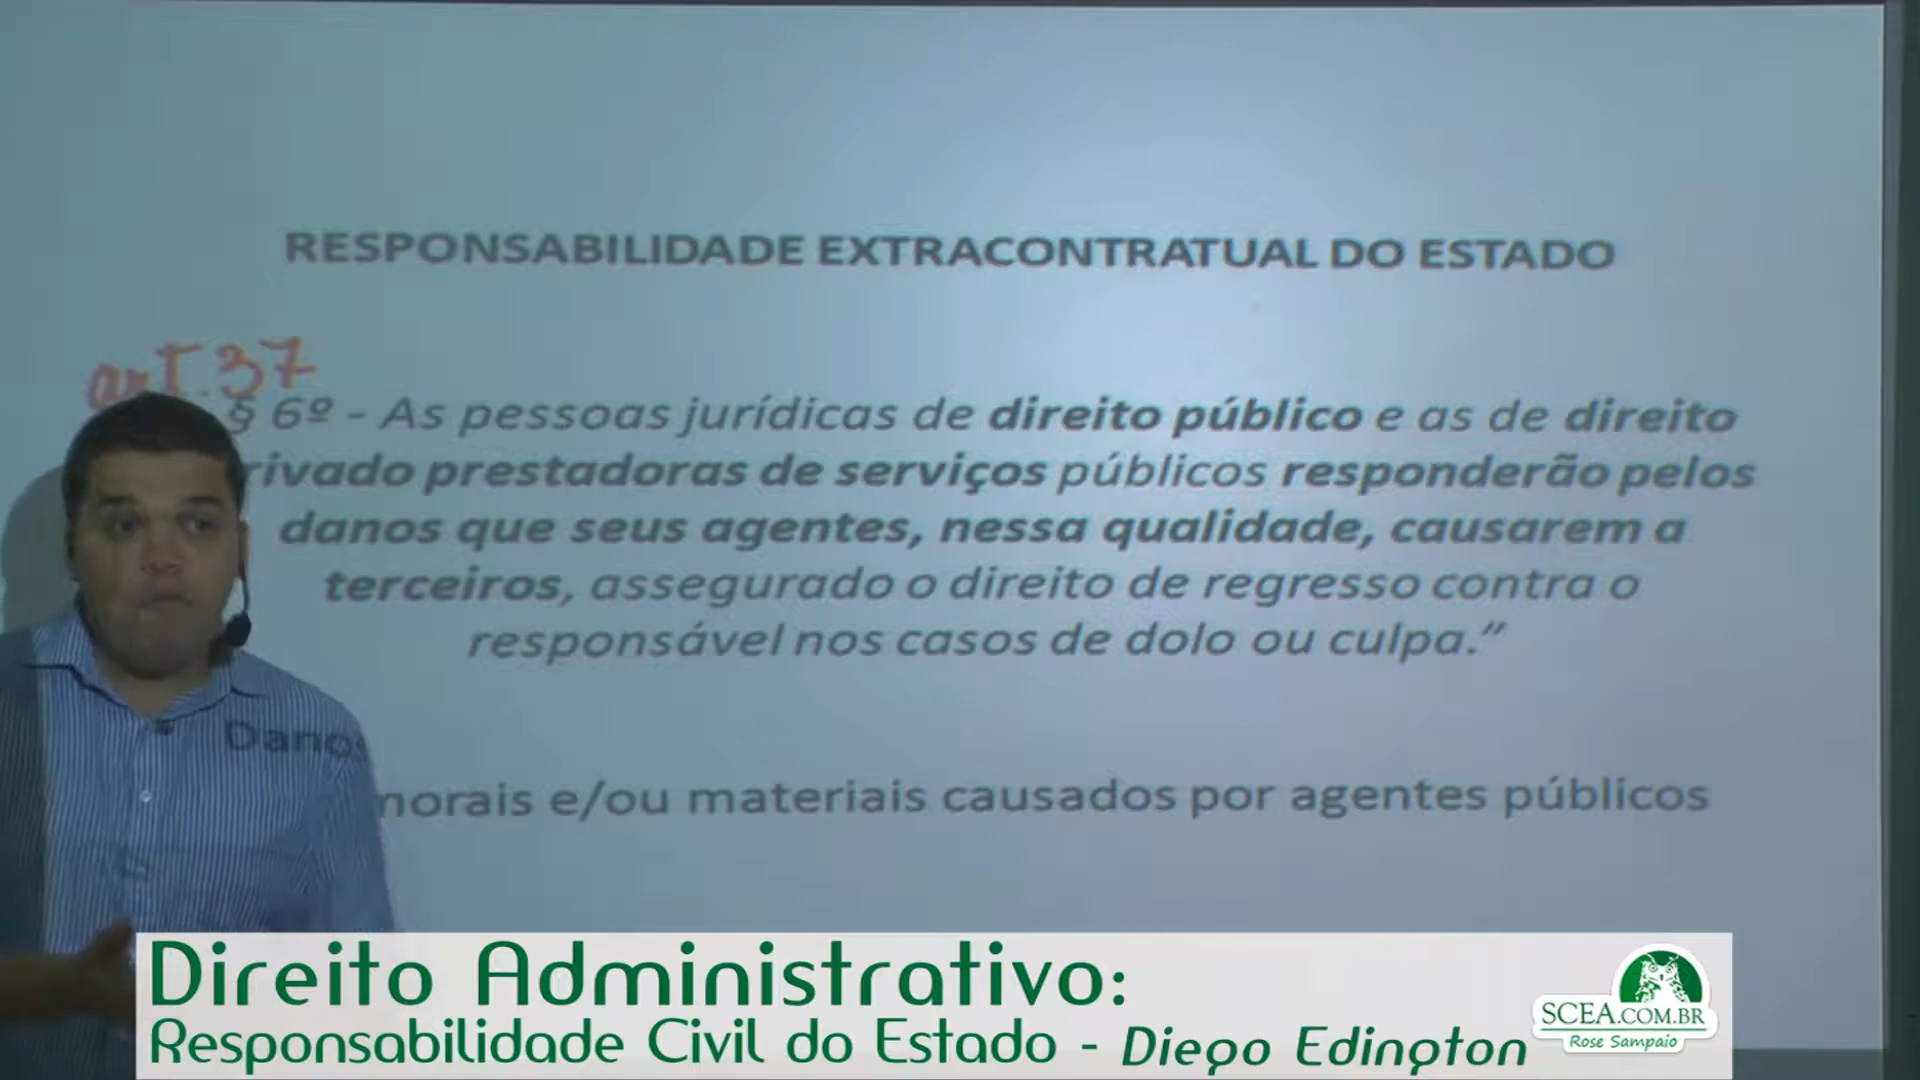 RESPONSABILIDADE EXTRACONTRATUAL DO ESTADO
art. 37
§ 6º - As pessoas jurídicas de direito público e as de direito
rivado prestadoras de serviços públicos responderão pelos
danos que seus agentes, nessa qualidade, causarem a
terceiros, assegurado o direito de regresso contra o
responsável nos casos de dolo ou culpa.”
Danos
morais e/ou materiais causados por agentes públicos
Direito Administrativo:
Responsabilidade Civil do Estado - Diego Edington
SCEA.COM.BR
Rose Sampaio